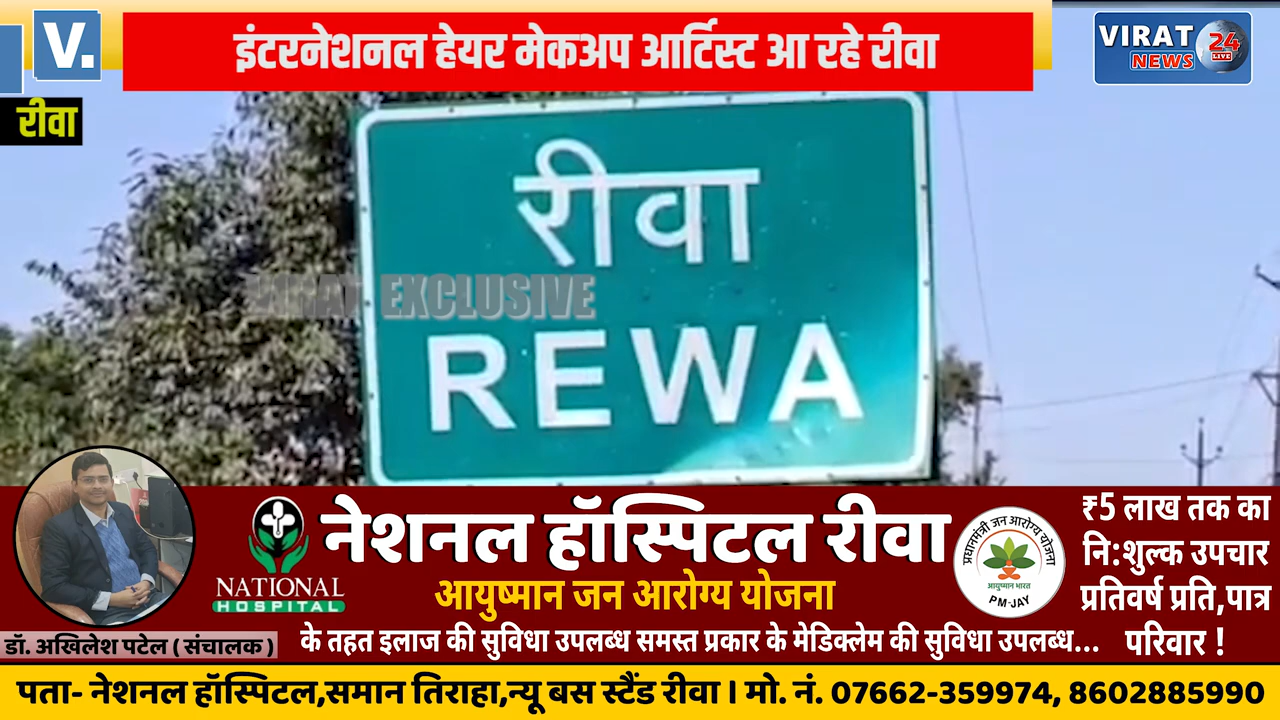 V.
इंटरनेशनल हेयर मेकअप आर्टिस्ट आ रहे रीवा
VIRAT
NEWS
24
LIVE
रीवा
रीवा
VIRAT EXCLUSIVE
REWA
नेशनल हॉस्पिटल रीवा
NATIONAL
HOSPITAL
आयुष्मान जन आरोग्य योजना
के तहत इलाज की सुविधा उपलब्ध समस्त प्रकार के मेडिक्लेम की सुविधा उपलब्ध...
प्रधानमंत्री जन आरोग्य योजना
आयुष्मान भारत
PM-JAY
₹5 लाख तक का
नि:शुल्क उपचार
प्रतिवर्ष प्रति,पात्र
परिवार !
डॉ. अखिलेश पटेल ( संचालक )
पता- नेशनल हॉस्पिटल,समान तिराहा,न्यू बस स्टैंड रीवा । मो. नं. 07662-359974, 8602885990